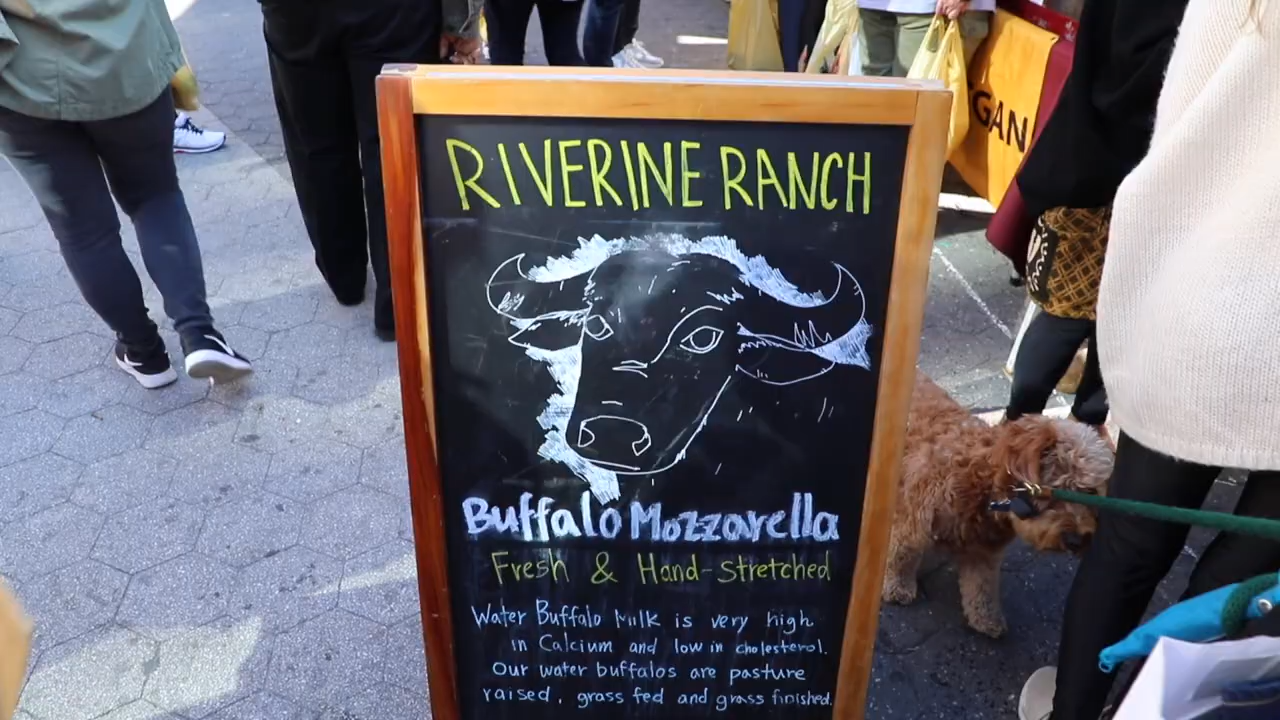 RIVERINE RANCH
Buffalo Mozzarella
Fresh & Hand-Stretched
Water Buffalo Milk is very high
in Calcium and low in cholesterol.
Our water buffalos are pasture
raised, grass fed and grass finished.
GAN